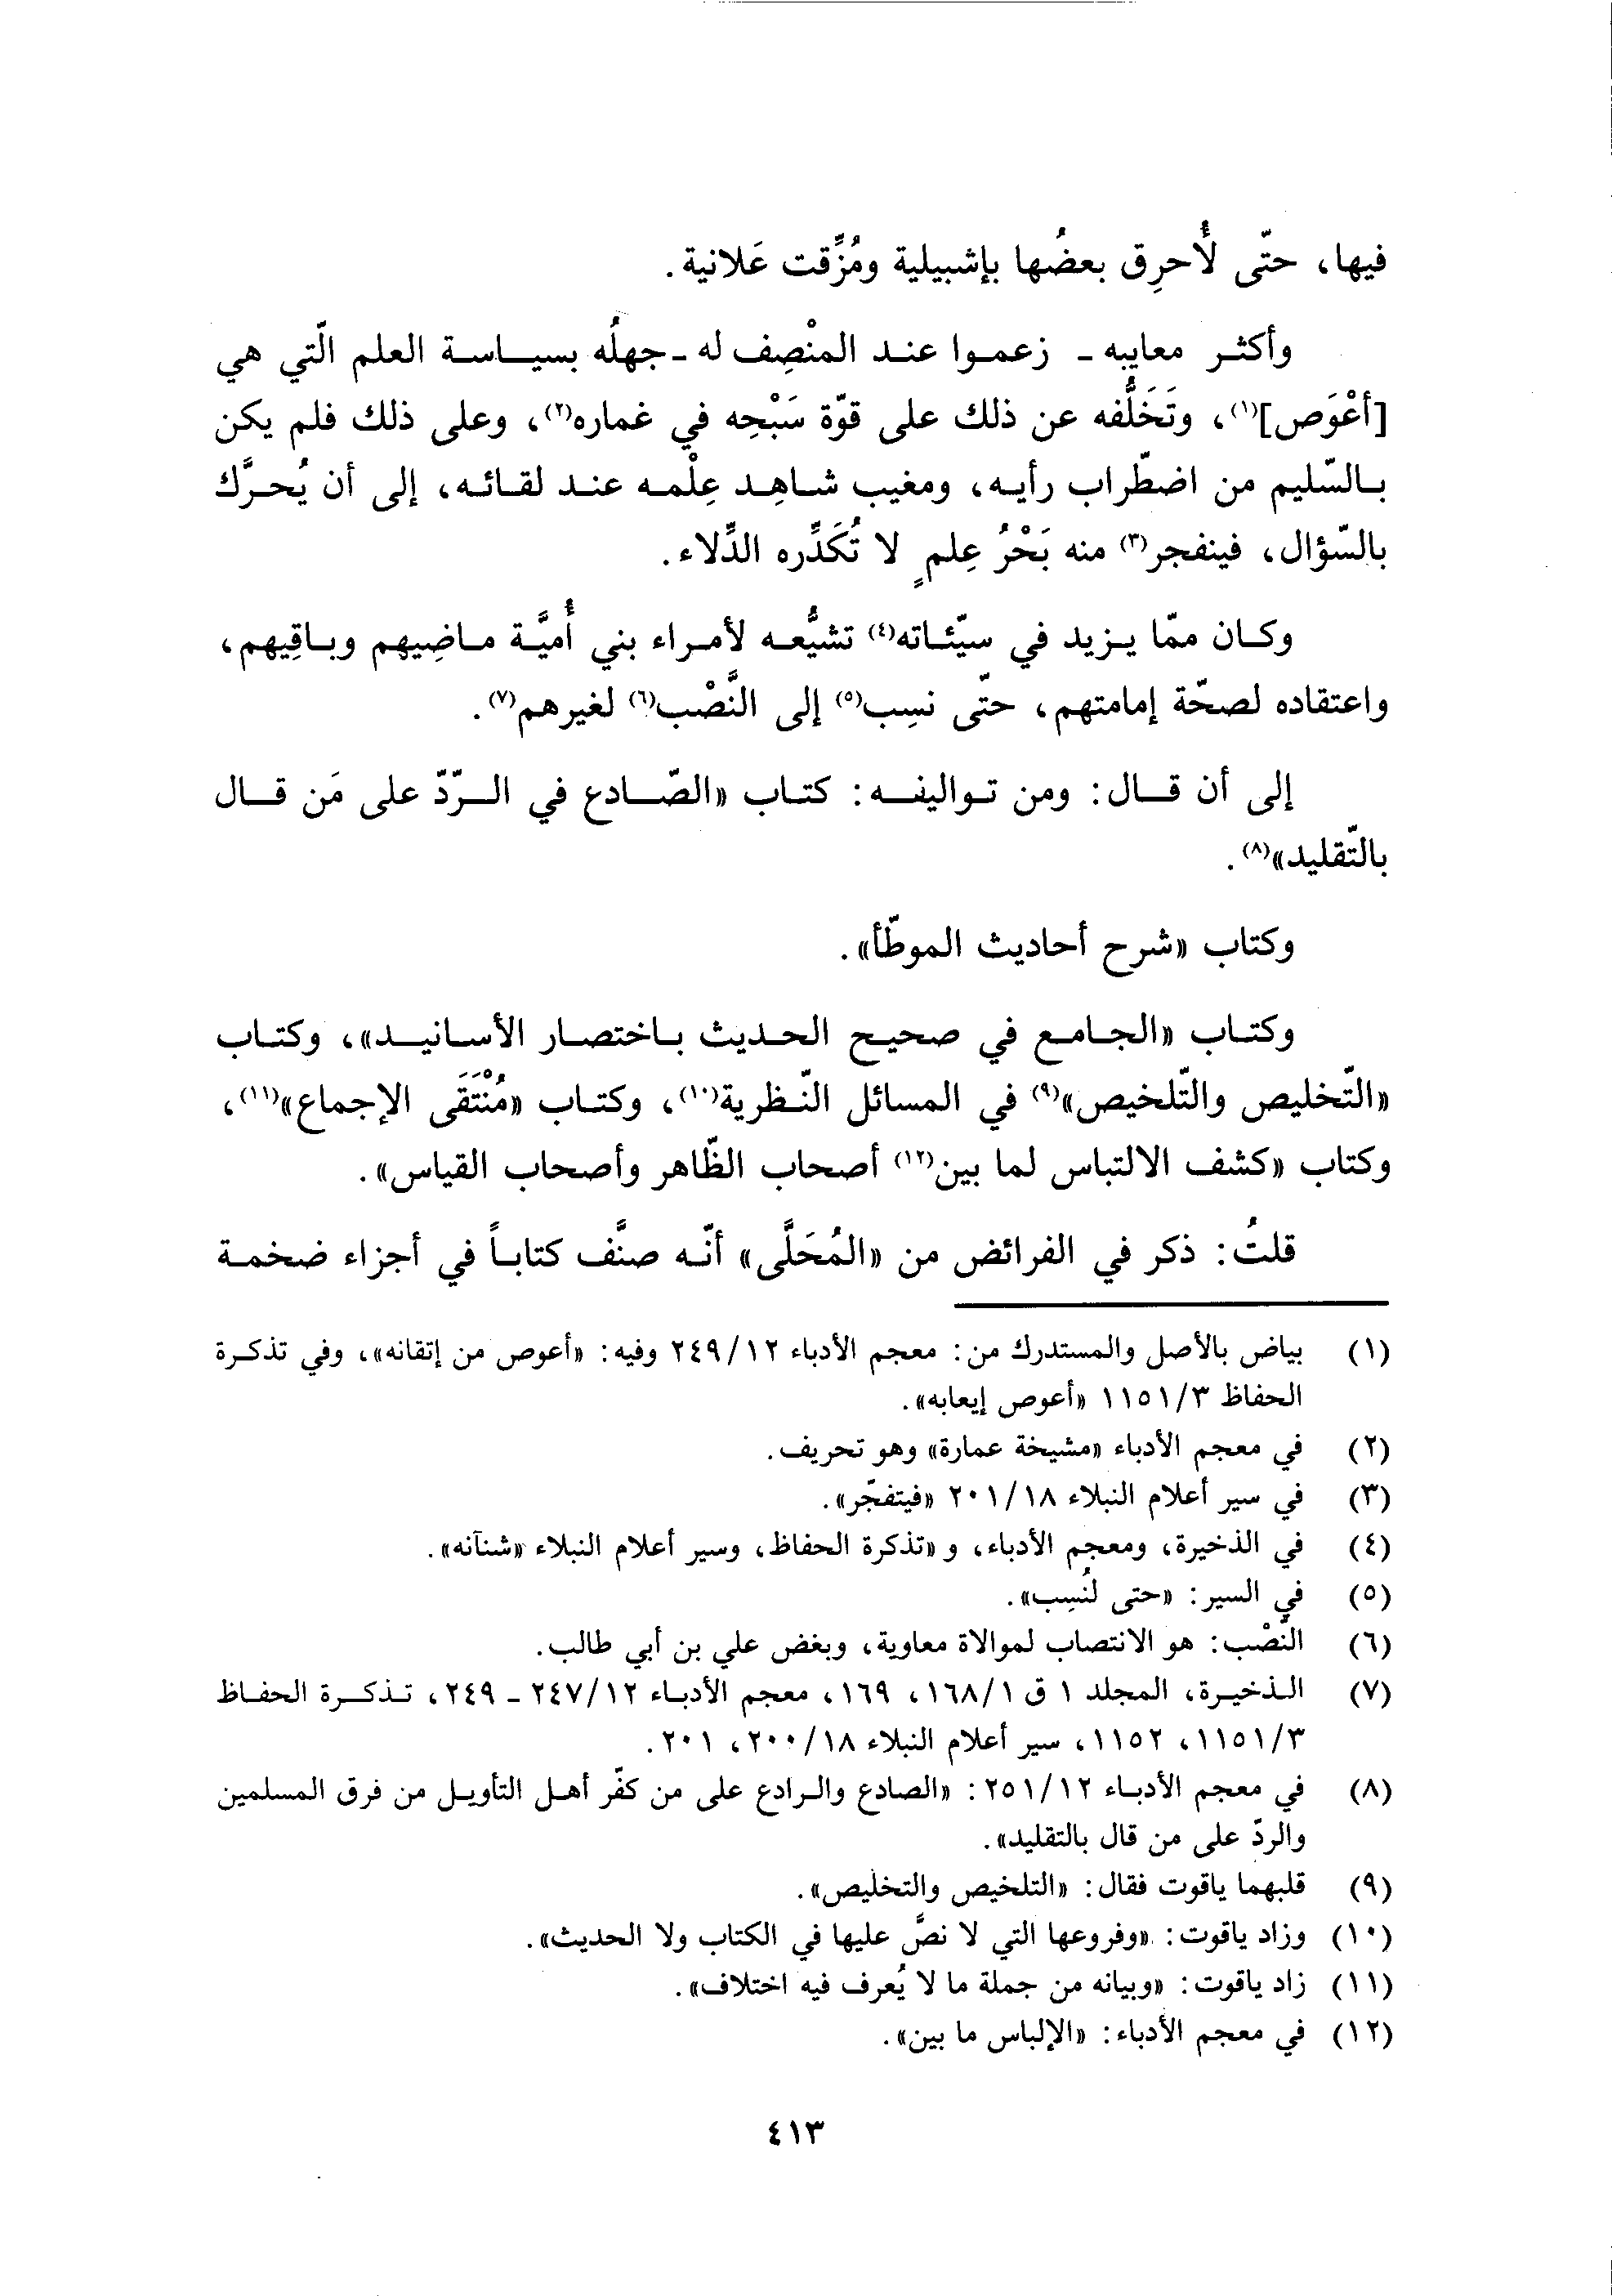 فيها، حتّى لأُحرِق بعضُها بإشبيلية ومُزِّقت عَلانية.
وأكثر معايبه - زعموا عند المنْصِف له - جهلُه بسياسة العلم الّتي هي
[أعْوَص](١)، وتَخَلُّفه عن ذلك على قوّة سَبْحِه في غماره(٢)، وعلى ذلك فلم يكن
بالسّليم من اضطّراب رأيه، ومغيب شاهِد عِلْمه عند لقائه، إلى أن يُحرَّك
بالسّؤال، فينفجر(٣) منه بَحْرُ عِلمٍ لا تُكَدِّره الدِّلاء.
وكان ممّا يزيد في سيّئاته(٤) تشيُّعه لأمراء بني أُميَّة ماضِيهم وباقِيهم،
واعتقاده لصحّة إمامتهم، حتّى نسِب(٥) إلى النَّصْب(٦) لغيرهم(٧).
إلى أن قال: ومن تواليفه: كتاب «الصّادع في الرّدّ على مَن قال
بالتّقليد»(٨).
وكتاب «شرح أحاديث الموطّأ».
وكتاب «الجامع في صحيح الحديث باختصار الأسانيد»، وكتاب
«التّخليص والتّلخيص»(٩) في المسائل النّظرية(١٠)، وكتاب «مُنْتَقَى الإجماع»(١١)،
وكتاب «كشف الالتباس لما بين(١٢) أصحاب الظّاهر وأصحاب القياس».
قلتُ: ذكر في الفرائض من «المُحَلَّى» أنّه صنَّف كتاباً في أجزاء ضخمة
(١) بياض بالأصل والمستدرك من: معجم الأدباء ٢٤٩/١٢ وفيه: «أعوص من إتقانه»، وفي تذكرة
الحفاظ ١١٥١/٣ «أعوص إيعابه».
(٢) في معجم الأدباء «مشيخة عمارة» وهو تحريف.
(٣) في سير أعلام النبلاء ٢٠١/١٨ «فيتفجّر».
(٤) في الذخيرة، ومعجم الأدباء، و«تذكرة الحفاظ، وسير أعلام النبلاء «شنآنه».
(٥) في السير: «حتى لنُسِب».
(٦) النَّصْب: هو الانتصاب لموالاة معاوية، وبغض علي بن أبي طالب.
(٧) الذخيرة، المجلد ١ ق ١٦٨/١، ١٦٩، معجم الأدباء ٢٤٧/١٢ - ٢٤٩، تذكرة الحفاظ
١١٥١/٣، ١١٥٢، سير أعلام النبلاء ٢٠٠/١٨، ٢٠١.
(٨) في معجم الأدباء ٢٥١/١٢: «الصادع والرادع على من كفّر أهل التأويل من فرق المسلمين
والردّ على من قال بالتقليد».
(٩) قلبهما ياقوت فقال: «التلخيص والتخليص».
(١٠) وزاد ياقوت: «وفروعها التي لا نصَّ عليها في الكتاب ولا الحديث».
(١١) زاد ياقوت: «وبيانه من جملة ما لا يُعرف فيه اختلاف».
(١٢) في معجم الأدباء: «الإلباس ما بين».
٤١٣